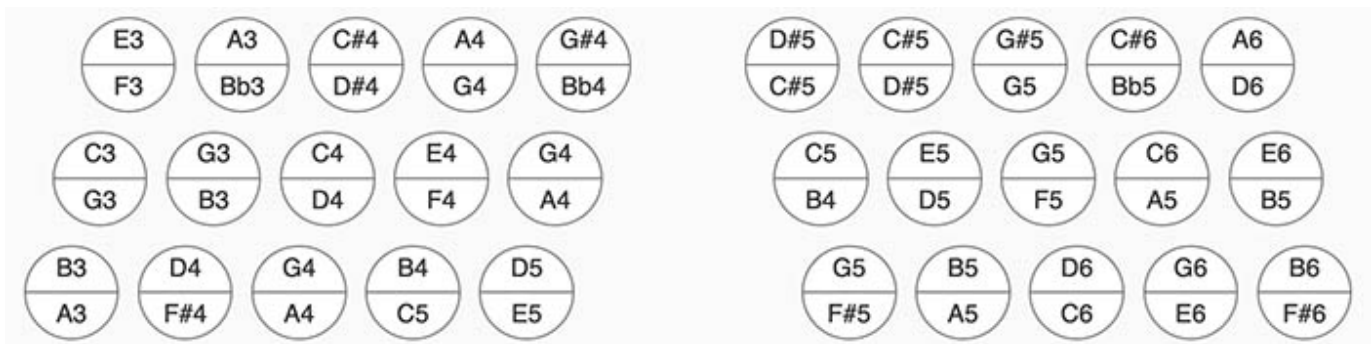 E3 A3 C#4 A4 G#4 D#5 C#5 G#5 C#6 A6
F3 Bb3 D#4 G4 Bb4 C#5 D#5 G5 Bb5 D6
C3 G3 C4 E4 G4 C5 E5 G5 C6 E6
G3 B3 D4 F4 A4 B4 D5 F5 A5 B5
B3 D4 G4 B4 D5 G5 B5 D6 G6 B6
A3 F#4 A4 C5 E5 F#5 A5 C6 E6 F#6